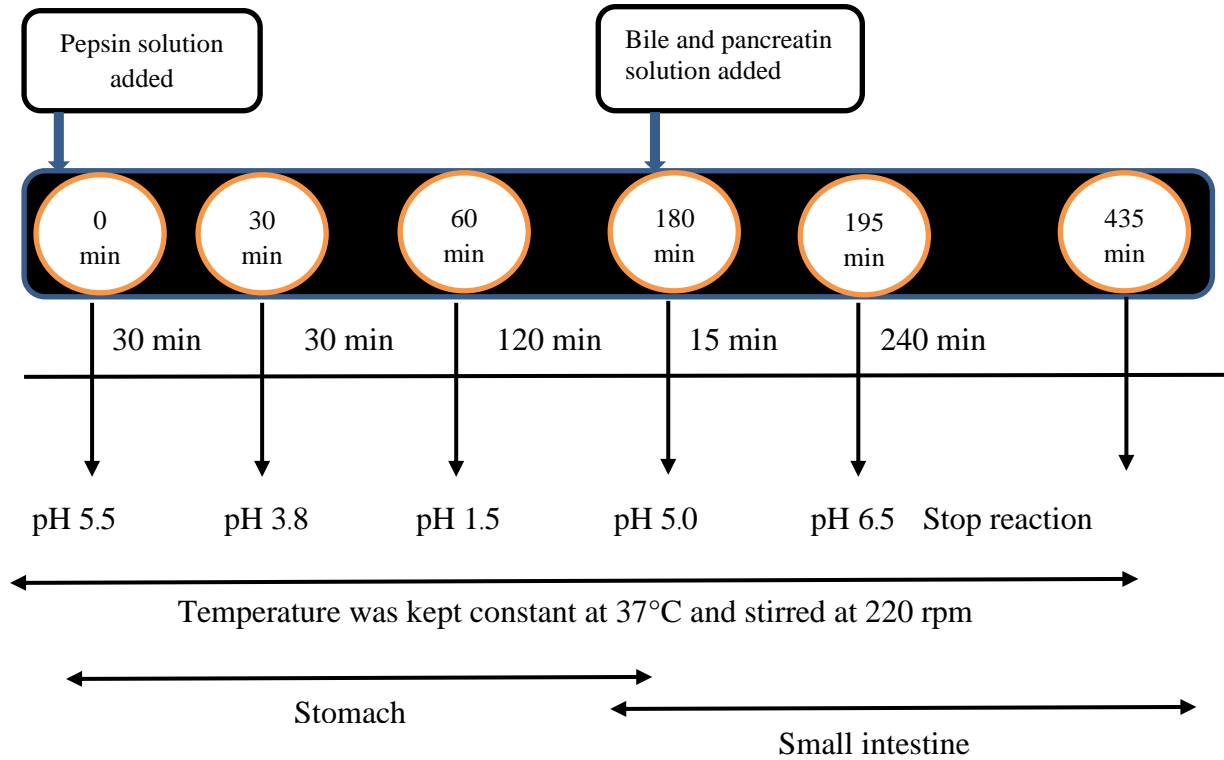 Pepsin solution
added
Bile and pancreatin
solution added
0
min
30
min
60
min
180
min
195
min
435
min
30 min
30 min
120 min
15 min
240 min
pH 5.5
pH 3.8
pH 1.5
pH 5.0
pH 6.5
Stop reaction
Temperature was kept constant at 37°C and stirred at 220 rpm
Stomach
Small intestine